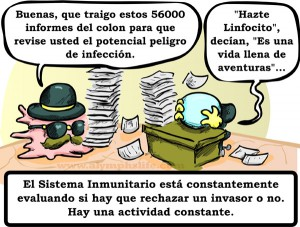 Buenas, que traigo estos 56000
informes del colon para que
revise usted el potencial peligro
de infección.
"Hazte
Linfocito",
decían, "Es una
vida llena de
aventuras"...
El Sistema Inmunitario está constantemente
evaluando si hay que rechazar un invasor o no.
Hay una actividad constante.